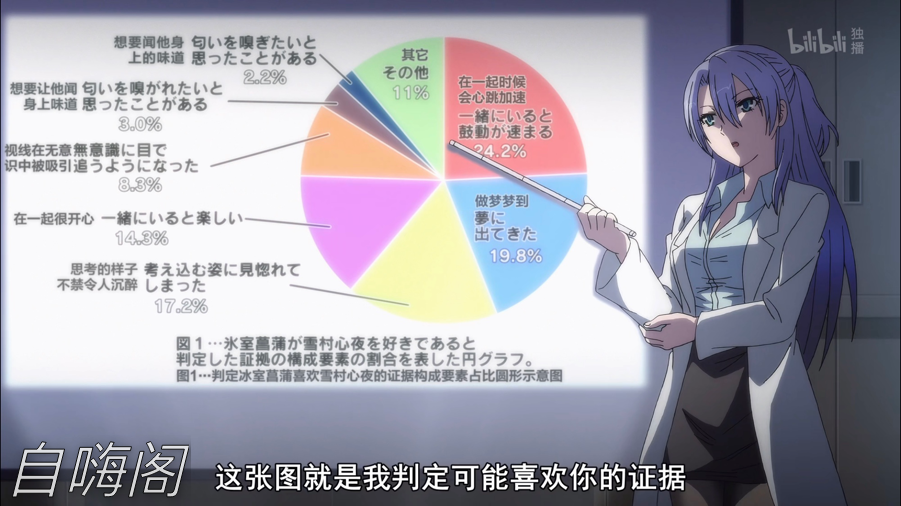 bilibili 独播
想要闻他身 匂いを嗅ぎたいと
上的味道 思ったことがある
2.2%
其它
その他
11%
在一起时候
会心跳加速
一緒にいると
鼓動が速まる
24.2%
想要让他闻 匂いを嗅がれたいと
身上味道 思ったことがある
3.0%
视线在无意 無意識に目で
识中被吸引 追うようになった
8.3%
做梦梦到
夢に
出てきた
19.8%
在一起很开心 一緒にいると楽しい
14.3%
思考的样子 考え込む姿に見惚れて
不禁令人沉醉 しまった
17.2%
図1…氷室菖蒲が雪村心夜を好きであると
判定した証拠の構成要素の割合を表した円グラフ。
图1…判定冰室菖蒲喜欢雪村心夜的证据构成要素占比圆形示意图
自嗨阁
这张图就是我判定可能喜欢你的证据